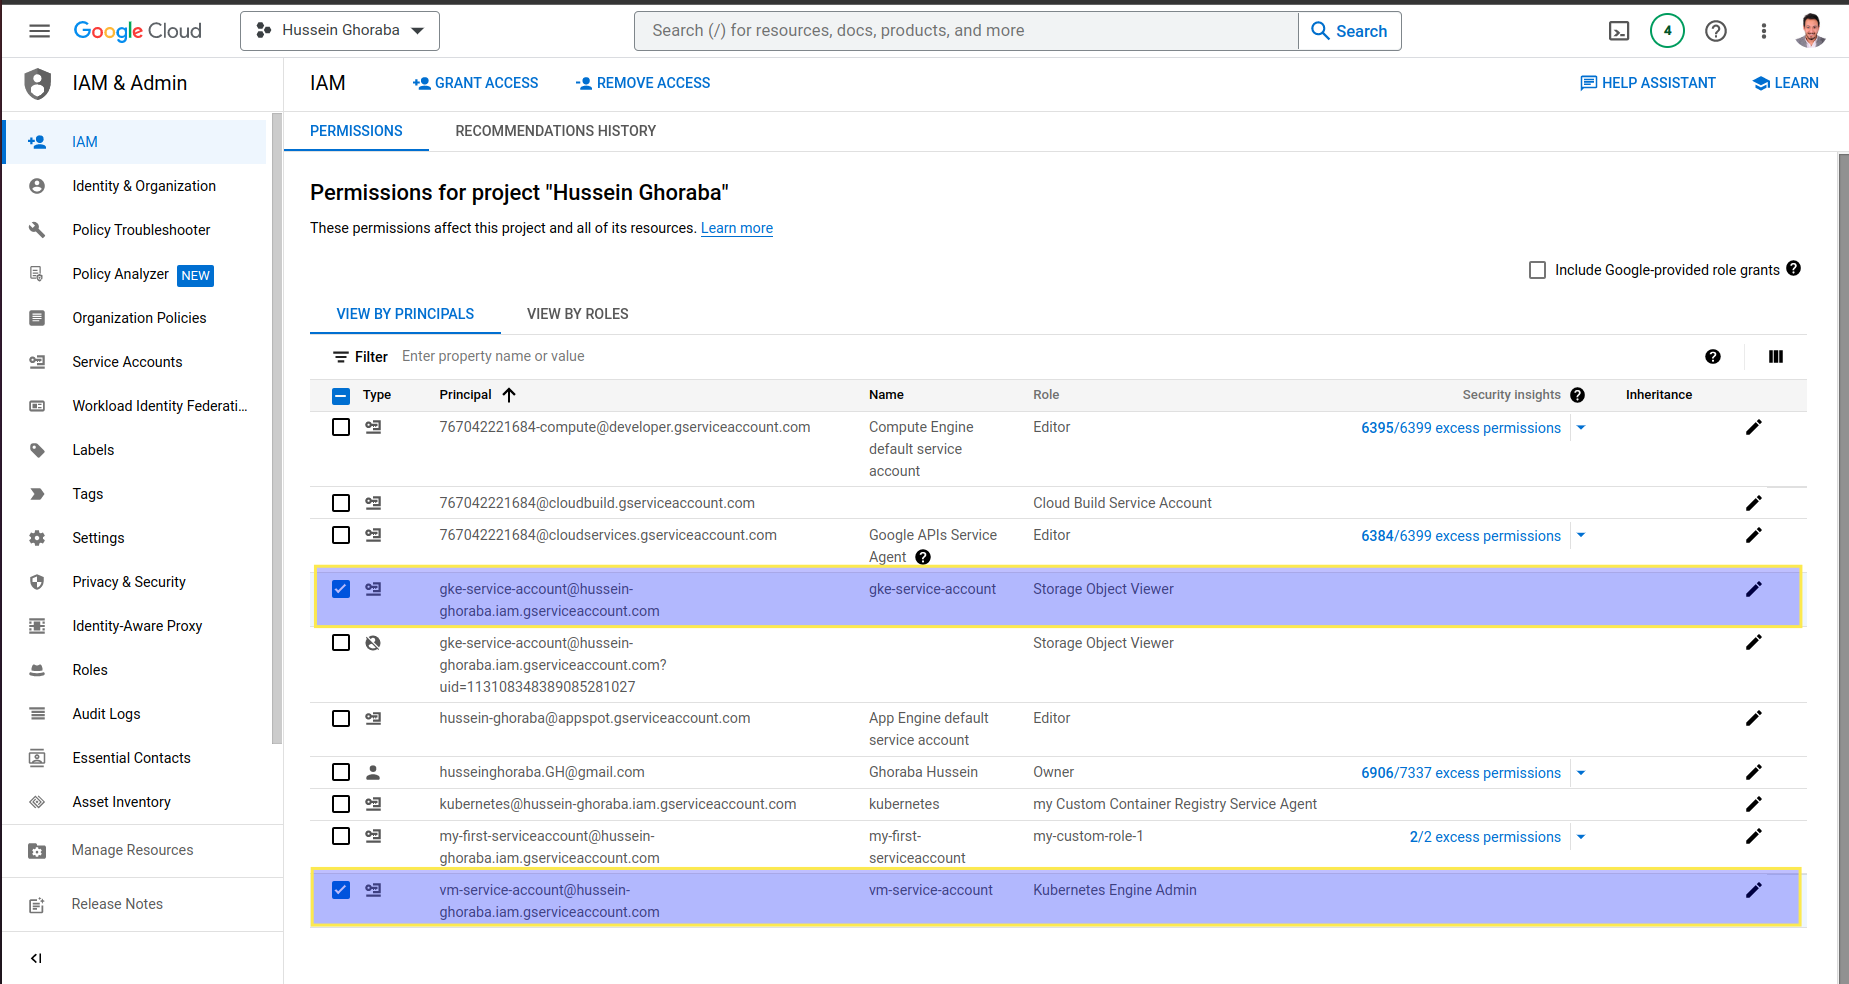 Google Cloud
Hussein Ghoraba
Search (/) for resources, docs, products, and more
Search
4
IAM & Admin
IAM
GRANT ACCESS
REMOVE ACCESS
HELP ASSISTANT
LEARN
IAM
Identity & Organization
Policy Troubleshooter
Policy Analyzer NEW
Organization Policies
Service Accounts
Workload Identity Federati...
Labels
Tags
Settings
Privacy & Security
Identity-Aware Proxy
Roles
Audit Logs
Essential Contacts
Asset Inventory
Manage Resources
Release Notes
PERMISSIONS
RECOMMENDATIONS HISTORY
Permissions for project "Hussein Ghoraba"
These permissions affect this project and all of its resources. Learn more
Include Google-provided role grants
VIEW BY PRINCIPALS
VIEW BY ROLES
Filter Enter property name or value
Type Principal Name Role Security insights Inheritance
767042221684-compute@developer.gserviceaccount.com Compute Engine Editor 6395/6399 excess permissions
default service
account
767042221684@cloudbuild.gserviceaccount.com Cloud Build Service Account
767042221684@cloudservices.gserviceaccount.com Google APIs Service Editor 6384/6399 excess permissions
Agent
gke-service-account@hussein- gke-service-account Storage Object Viewer
ghoraba.iam.gserviceaccount.com
gke-service-account@hussein- Storage Object Viewer
ghoraba.iam.gserviceaccount.com?
uid=113108348389085281027
hussein-ghoraba@appspot.gserviceaccount.com App Engine default Editor
service account
husseinghoraba.GH@gmail.com Ghoraba Hussein Owner 6906/7337 excess permissions
kubernetes@hussein-ghoraba.iam.gserviceaccount.com kubernetes my Custom Container Registry Service Agent
my-first-serviceaccount@hussein- my-first- my-custom-role-1 2/2 excess permissions
ghoraba.iam.gserviceaccount.com serviceaccount
vm-service-account@hussein- vm-service-account Kubernetes Engine Admin
ghoraba.iam.gserviceaccount.com